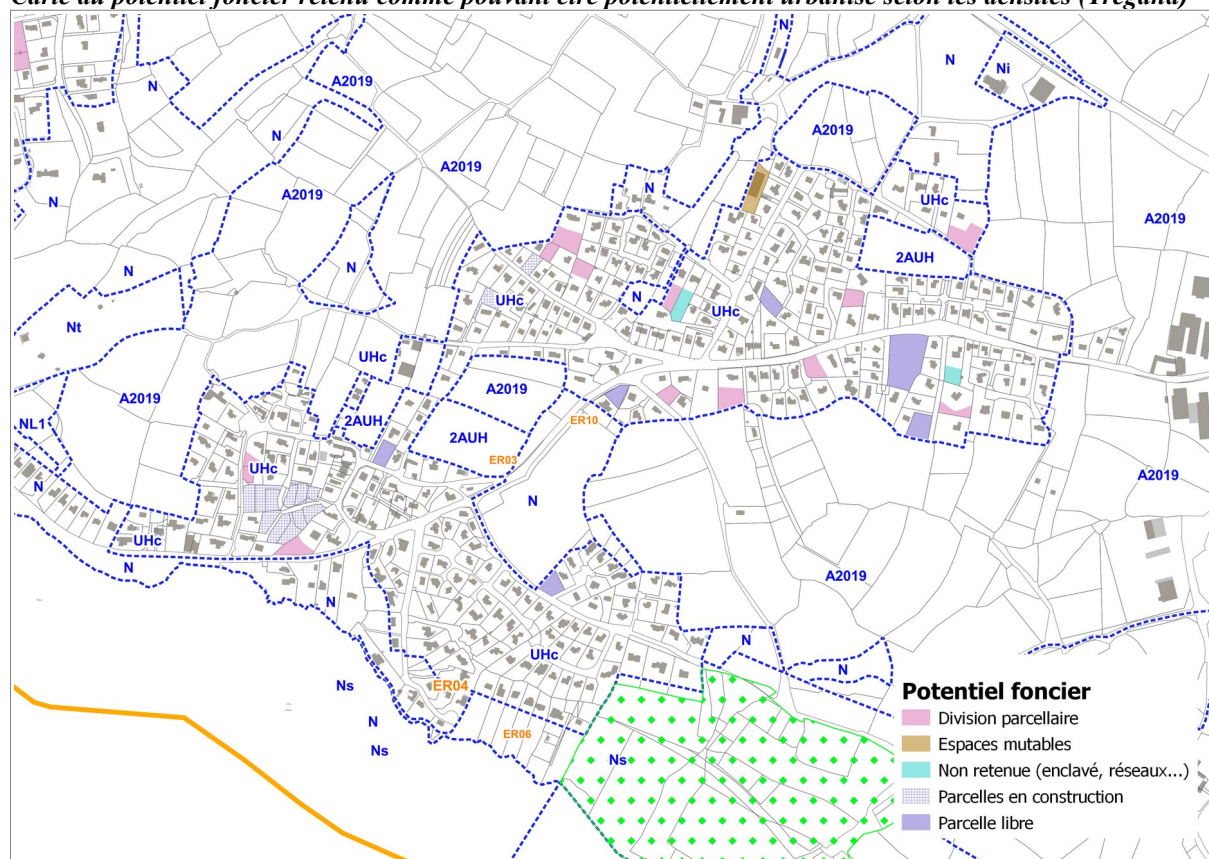 Carte du potentiel foncier retenu comme pouvant être potentiellement urbanisé selon les densités (Trégana)
N
Ni
N
A2019
N
A2019
A2019
N
A2019
N
UHc
A2019
N
2AUH
N
N
UHc
N
UHc
Nt
UHc
A2019
A2019
2AUH
ER10
NL1
2AUH
ER03
UHc
A2019
N
N
UHc
N
A2019
N
N
UHc
N
Ns
ER04
N
ER06
Ns
Ns
Potentiel foncier
Division parcellaire
Espaces mutables
Non retenue (enclavé, réseaux...)
Parcelles en construction
Parcelle libre